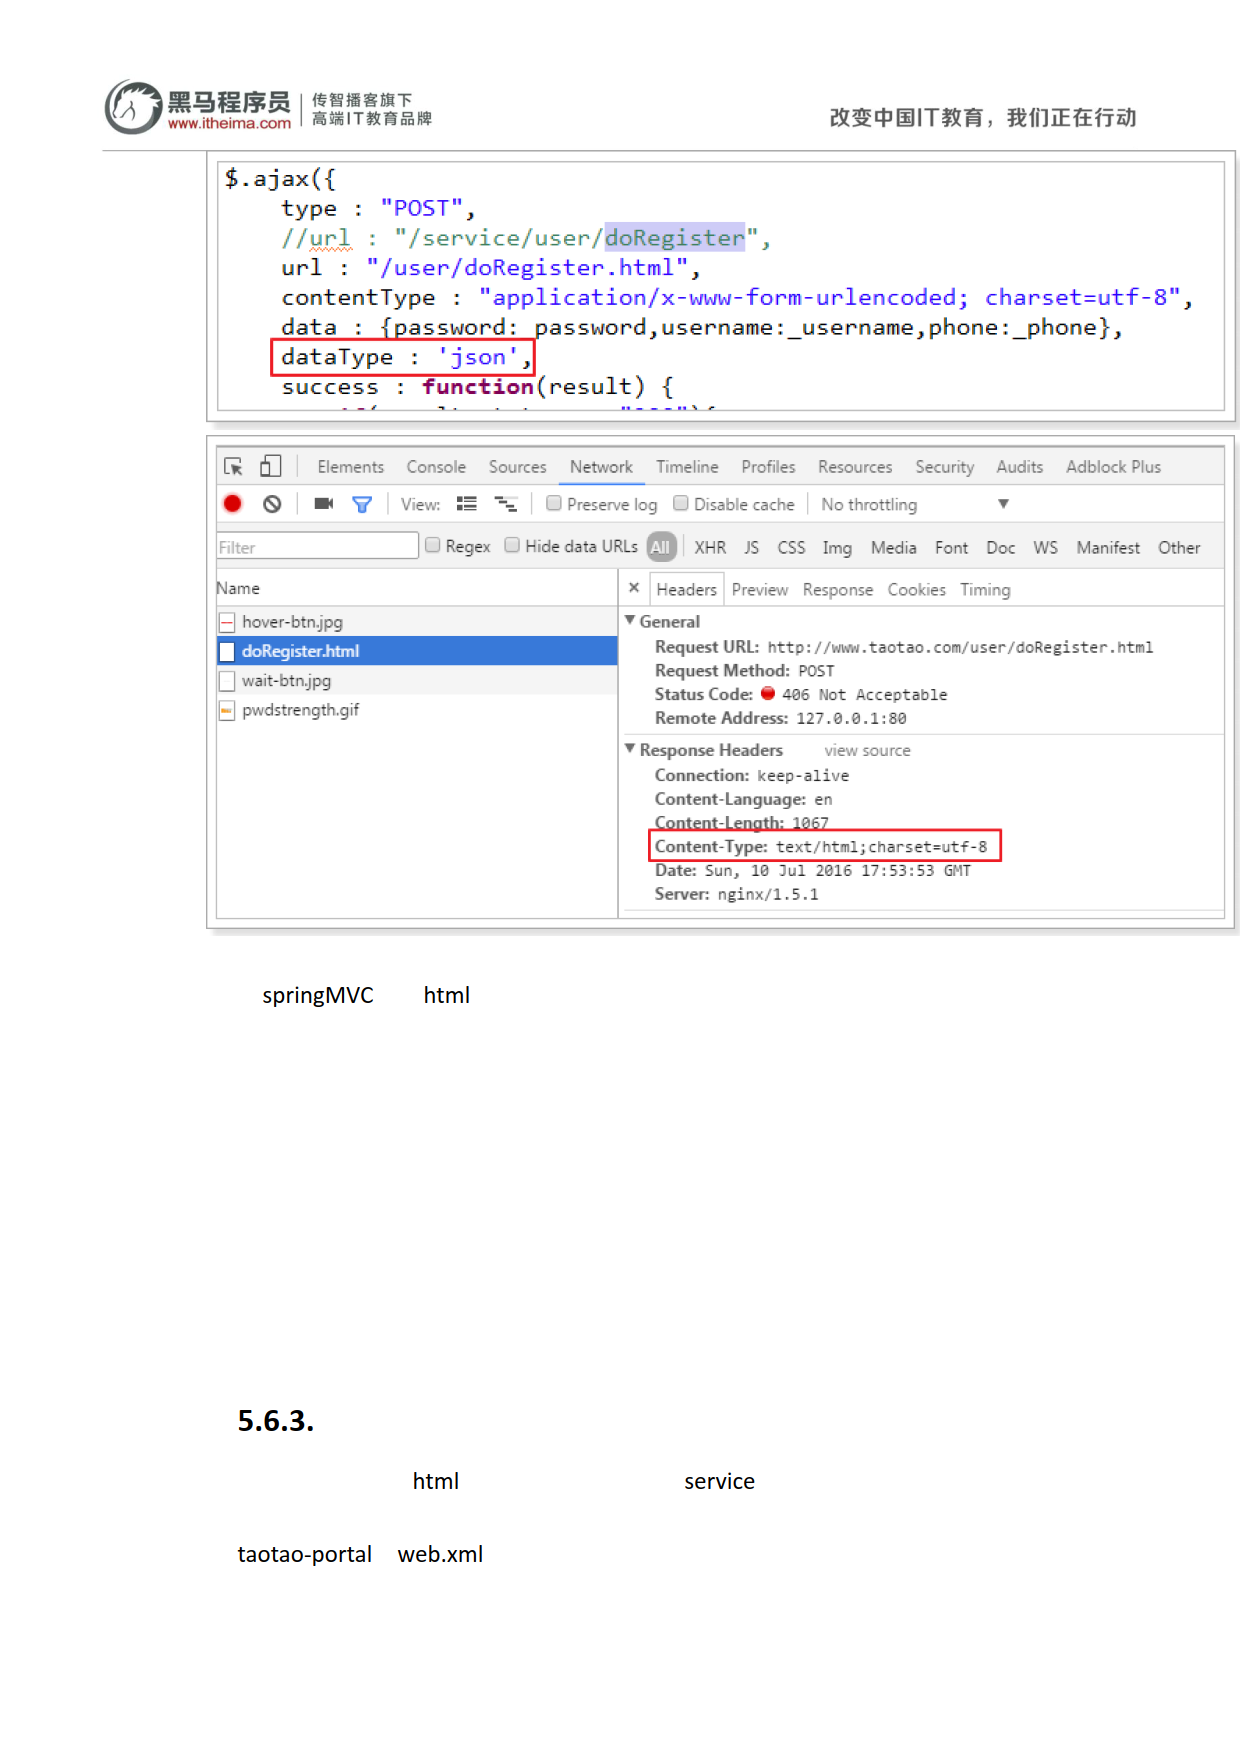 黑马程序员
www.itheima.com
传智播客旗下
高端IT教育品牌
改变中国IT教育，我们正在行动
$.ajax({
type : "POST",
//url : "/service/user/doRegister",
url : "/user/doRegister.html",
contentType : "application/x-www-form-urlencoded; charset=utf-8",
data : {password:_password,username:_username,phone:_phone},
dataType : 'json',
success : function(result) {
Elements Console Sources Network Timeline Profiles Resources Security Audits Adblock Plus
View: Preserve log Disable cache No throttling
Filter Regex Hide data URLs All XHR JS CSS Img Media Font Doc WS Manifest Other
Name
hover-btn.jpg
doRegister.html
wait-btn.jpg
pwdstrength.gif
× Headers Preview Response Cookies Timing
General
Request URL: http://www.taotao.com/user/doRegister.html
Request Method: POST
Status Code: 406 Not Acceptable
Remote Address: 127.0.0.1:80
Response Headers view source
Connection: keep-alive
Content-Language: en
Content-Length: 1067
Content-Type: text/html;charset=utf-8
Date: Sun, 10 Jul 2016 17:53:53 GMT
Server: nginx/1.5.1
springMVC html
5.6.3.
html service
taotao-portal web.xml